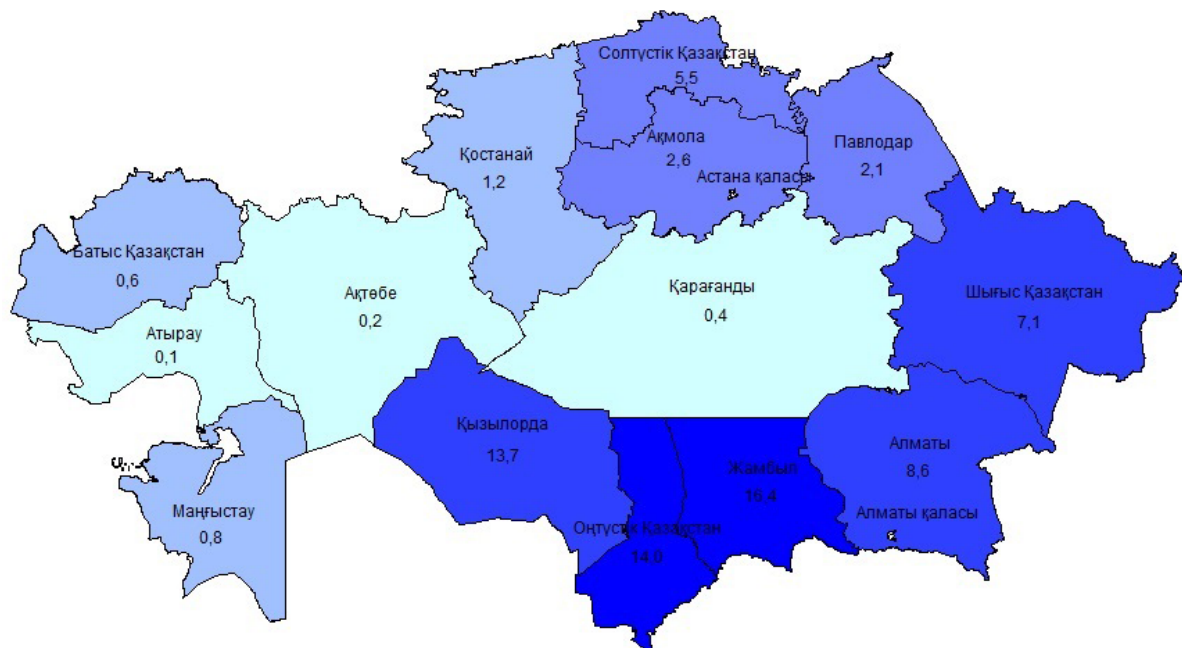 Солтүстік Қазақстан
5,5
Ақмола
2,6
Астана қаласы
Павлодар
2,1
Қостанай
1,2
Батыс Қазақстан
0,6
Ақтөбе
0,2
Қарағанды
0,4
Шығыс Қазақстан
7,1
Атырау
0,1
Қызылорда
13,7
Алматы
8,6
Жамбыл
16,4
Алматы қаласы
Маңғыстау
0,8
Оңтүстік Қазақстан
14,0